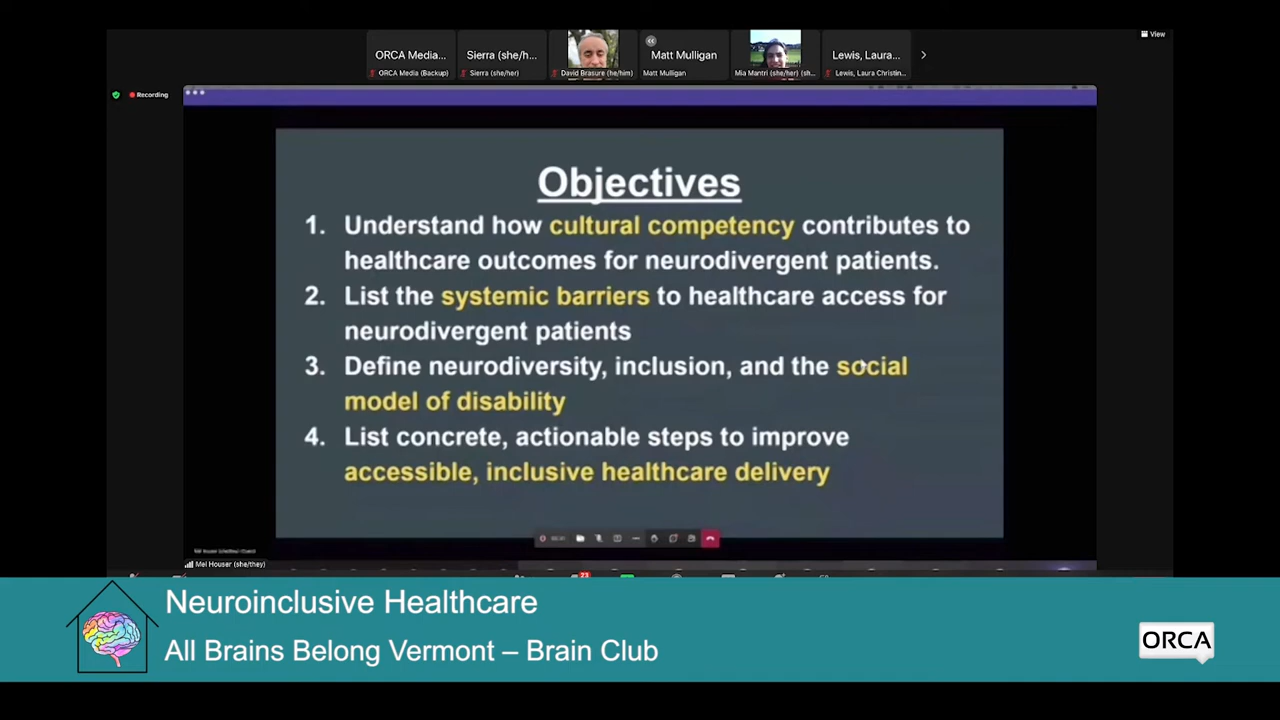 View
ORCA Media...
Sierra (she/h...
Matt Mulligan
Lewis, Laura...
ORCA Media (Backup)
Sierra (she/her)
David Brasure (he/him)
Matt Mulligan
Mia Mantri (she/her) (sh...
Lewis, Laura Christin...
Recording
Objectives
1. Understand how cultural competency contributes to
healthcare outcomes for neurodivergent patients.
2. List the systemic barriers to healthcare access for
neurodivergent patients
3. Define neurodiversity, inclusion, and the social
model of disability
4. List concrete, actionable steps to improve
accessible, inclusive healthcare delivery
Mel Houser (she/they)
23
Neuroinclusive Healthcare
All Brains Belong Vermont – Brain Club
ORCA